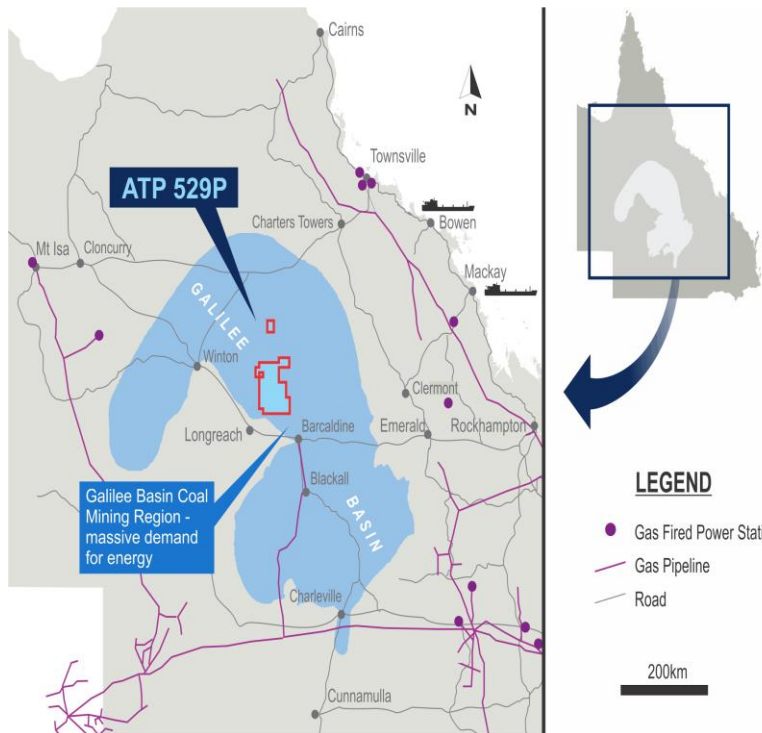 Cairns
N
Townsville
ATP 529P
Charters Towers
Bowen
Mt Isa
Cloncurry
Mackay
GALILEE
Winton
Clermont
Longreach
Barcaldine
Emerald
Rockhampton
Blackall
BASIN
Galilee Basin Coal
Mining Region -
massive demand
for energy
Charleville
Cunnamulla
LEGEND
Gas Fired Power Stati
Gas Pipeline
Road
200km